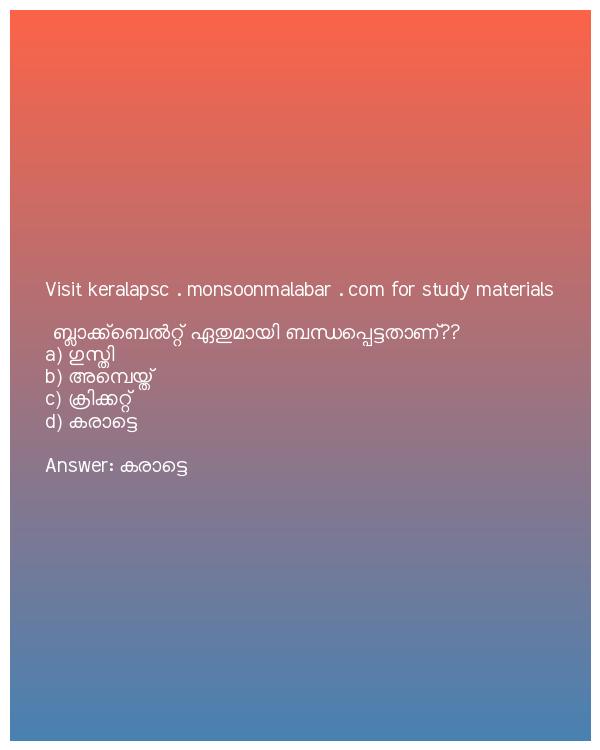 Visit keralapsc . monsoonmalabar . com for study materials
ബ്ലാക്ക്ബെൽറ്റ് ഏതുമായി ബന്ധപ്പെട്ടതാണ്??
a) ഗുസ്തി
b) അമ്പെയ്ത്
c) ക്രിക്കറ്റ്
d) കരാട്ടെ
Answer: കരാട്ടെ